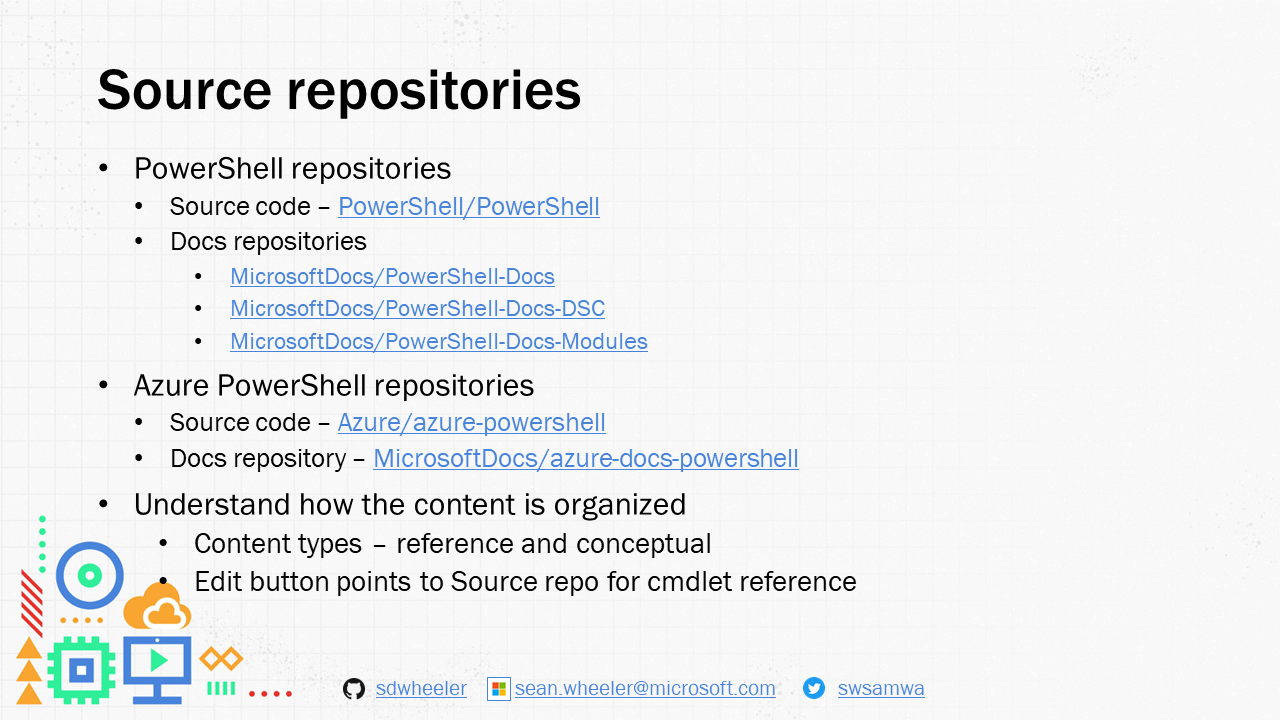 Source repositories
• PowerShell repositories
• Source code – PowerShell/PowerShell
• Docs repositories
• MicrosoftDocs/PowerShell-Docs
• MicrosoftDocs/PowerShell-Docs-DSC
• MicrosoftDocs/PowerShell-Docs-Modules
• Azure PowerShell repositories
• Source code – Azure/azure-powershell
• Docs repository – MicrosoftDocs/azure-docs-powershell
• Understand how the content is organized
• Content types – reference and conceptual
• Edit button points to Source repo for cmdlet reference
sdwheeler sean.wheeler@microsoft.com swsamwa